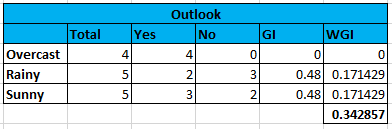 Outlook
Total Yes No GI WGI
Overcast 4 4 0 0 0
Rainy 5 2 3 0.48 0.171429
Sunny 5 3 2 0.48 0.171429
0.342857